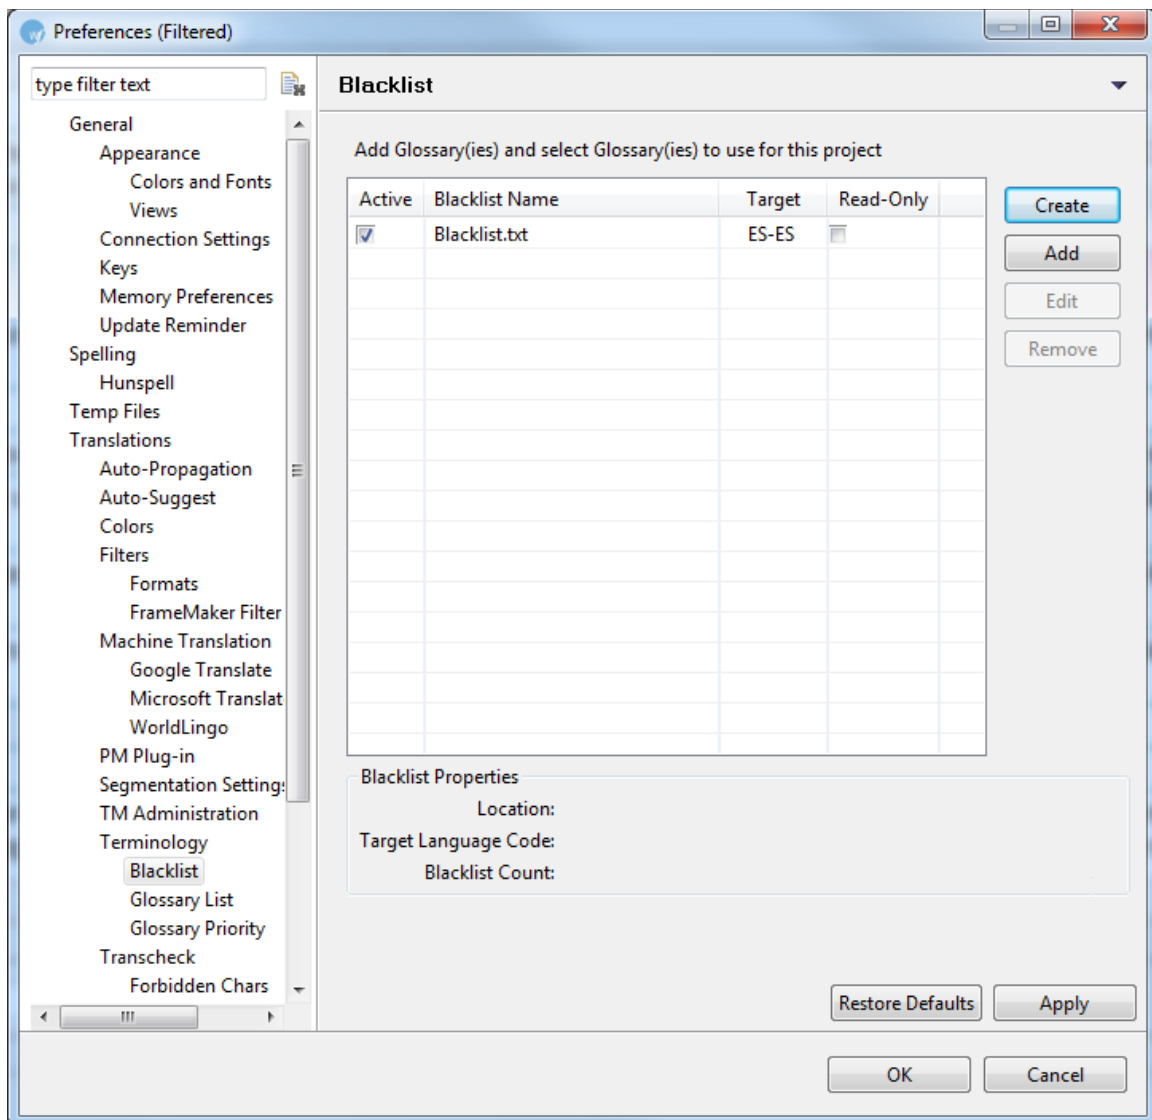 Preferences (Filtered)
type filter text
General
Appearance
Colors and Fonts
Views
Connection Settings
Keys
Memory Preferences
Update Reminder
Spelling
Hunspell
Temp Files
Translations
Auto-Propagation
Auto-Suggest
Colors
Filters
Formats
FrameMaker Filter
Machine Translation
Google Translate
Microsoft Translat
WorldLingo
PM Plug-in
Segmentation Settings
TM Administration
Terminology
Blacklist
Glossary List
Glossary Priority
Transcheck
Forbidden Chars
Blacklist
Add Glossary(ies) and select Glossary(ies) to use for this project
Active Blacklist Name Target Read-Only
Blacklist.txt ES-ES
Create
Add
Edit
Remove
Blacklist Properties
Location:
Target Language Code:
Blacklist Count:
Restore Defaults Apply
OK Cancel